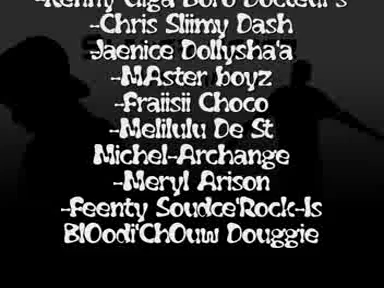 -Chris Sliimy Dash
-Jaenice Dollysha'a
-MAster boyz
-Fraiisii Choco
-Melilulu De St
Michel-Archange
-Meryl Arison
-Feenty Soudce'Rock-Is
BlOodi'ChOuw Douggie